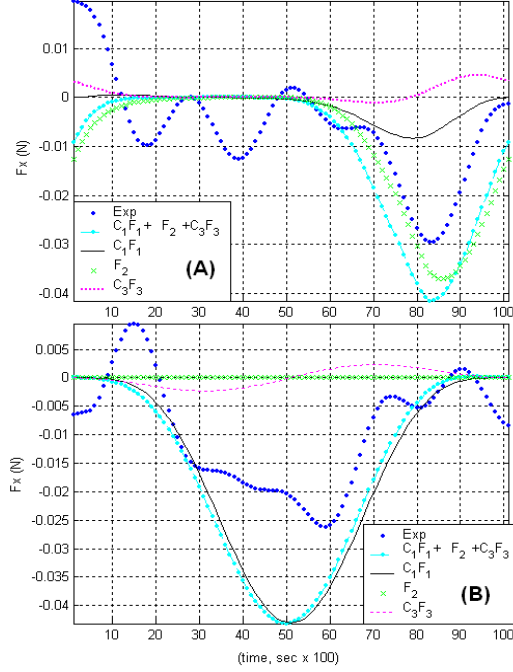 0.01
0
-0.01
-0.02
-0.03
-0.04
Fx (N)
Exp
C1F1+ F2 +C3F3
C1F1
F2
C3F3
(A)
10 20 30 40 50 60 70 80 90 100
0.005
0
-0.005
-0.01
-0.015
-0.02
-0.025
-0.03
-0.035
-0.04
Fx (N)
Exp
C1F1+ F2 +C3F3
C1F1
F2
C3F3
(B)
10 20 30 40 50 60 70 80 90 100
(time, sec x 100)